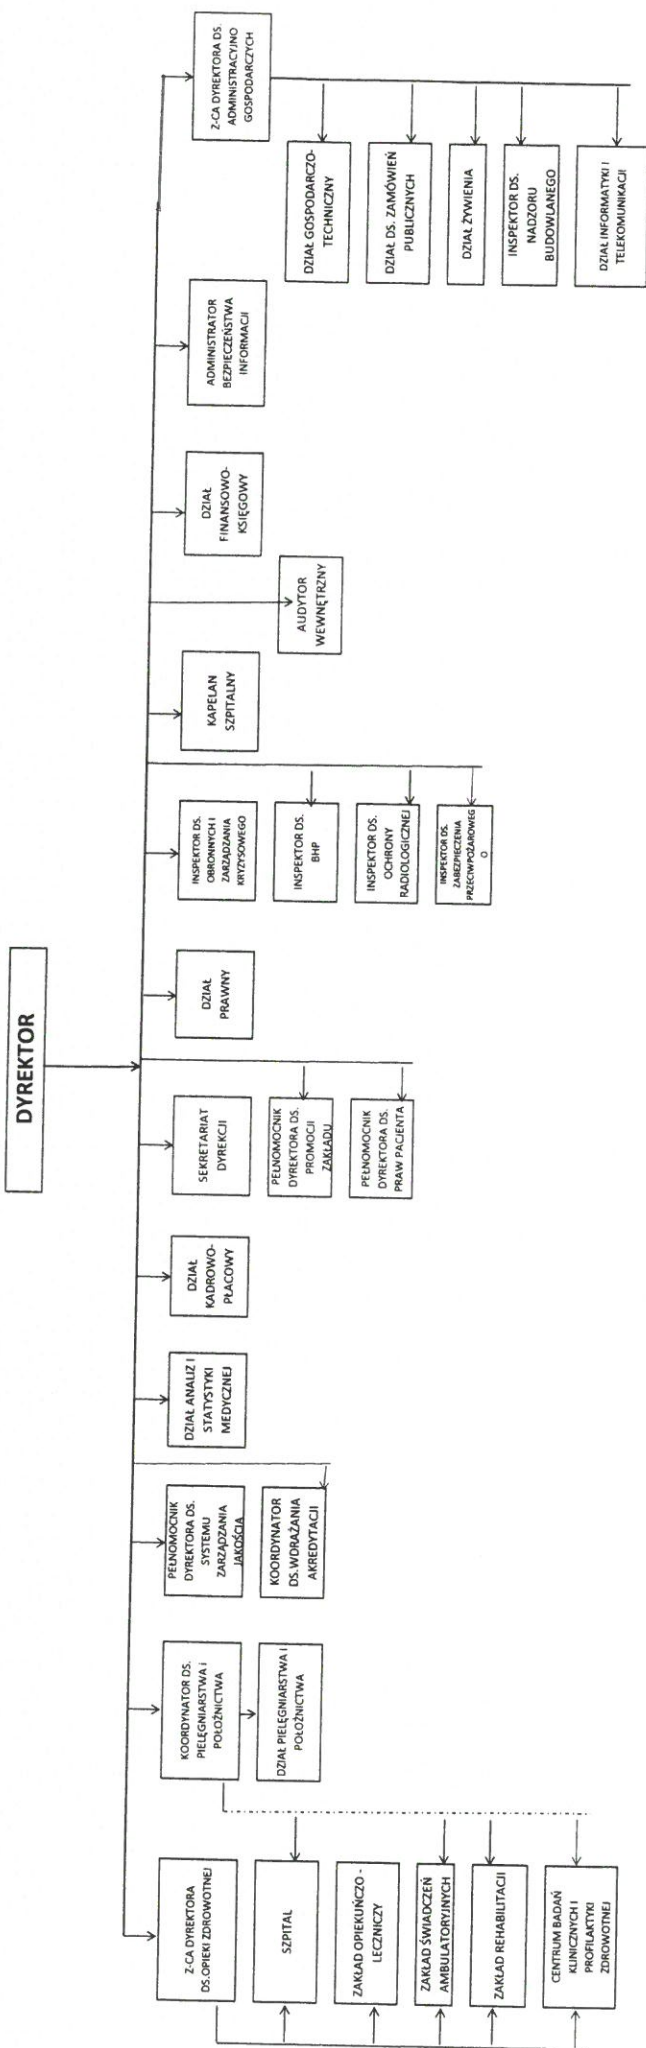 DYREKTOR
Z-CA DYREKTORA
DS.OPIEKI ZDROWOTNEJ
SZPITAL
ZAKŁAD OPIEKUŃCZO -
LECZNICZY
ZAKŁAD ŚWIADCZEŃ
AMBULATORYJNYCH
ZAKŁAD REHABILITACJI
CENTRUM BADAŃ
KLINICZNYCH I
PROFILAKTYKI
ZDROWOTNEJ
KOORDYNATOR DS.
PIELĘGNIARSTWA i
POŁOŻNICTWA
DZIAŁ PIELĘGNIARSTWA I
POŁOŻNICTWA
PEŁNOMOCNIK
DYREKTORA DS.
SYSTEMU
ZARZĄDZANIA
JAKOŚCIĄ
KOORDYNATOR
DS.WDRAŻANIA
AKREDYTACJI
DZIAŁ ANALIZ I
STATYSTYKI
MEDYCZNEJ
DZIAŁ
KADROWO-
PŁACOWY
SEKRETARIAT
DYREKCJI
PEŁNOMOCNIK
DYREKTORA DS.
PROMOCJI
ZAKŁADU
PEŁNOMOCNIK
DYREKTORA DS.
PRAW PACJENTA
DZIAŁ
PRAWNY
INSPEKTOR DS.
OBRONNYCH I
ZARZĄDZANIA
KRYZYSOWEGO
INSPEKTOR DS.
BHP
INSPEKTOR DS.
OCHRONY
RADIOLOGICZNEJ
INSPEKTOR DS.
ZABEZPIECZENIA
PRZECIWPOŻAROWEG
O
KAPELAN
SZPITALNY
AUDYTOR
WEWNĘTRZNY
DZIAŁ
FINANSOWO-
KSIĘGOWY
ADMINISTRATOR
BEZPIECZEŃSTWA
INFORMACJI
Z-CA DYREKTORA DS.
ADMINISTRACYJNO
GOSPODARCZYCH
DZIAŁ GOSPODARCZO-
TECHNICZNY
DZIAŁ DS. ZAMÓWIEŃ
PUBLICZNYCH
DZIAŁ ŻYWIENIA
INSPEKTOR DS.
NADZORU
BUDOWLANEGO
DZIAŁ INFORMATYKI I
TELEKOMUNIKACJI